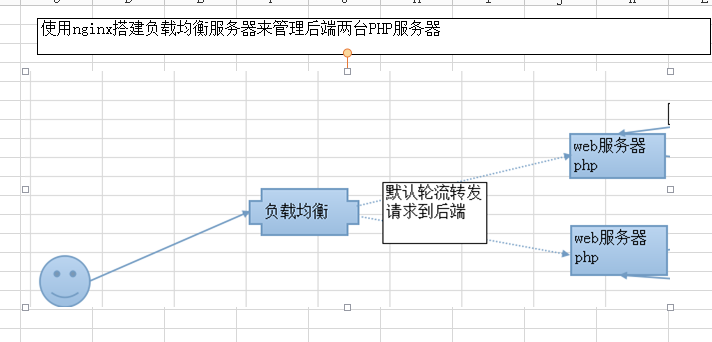 使用nginx搭建负载均衡服务器来管理后端两台PHP服务器
web服务器
php
默认轮流转发
请求到后端
负载均衡
web服务器
php